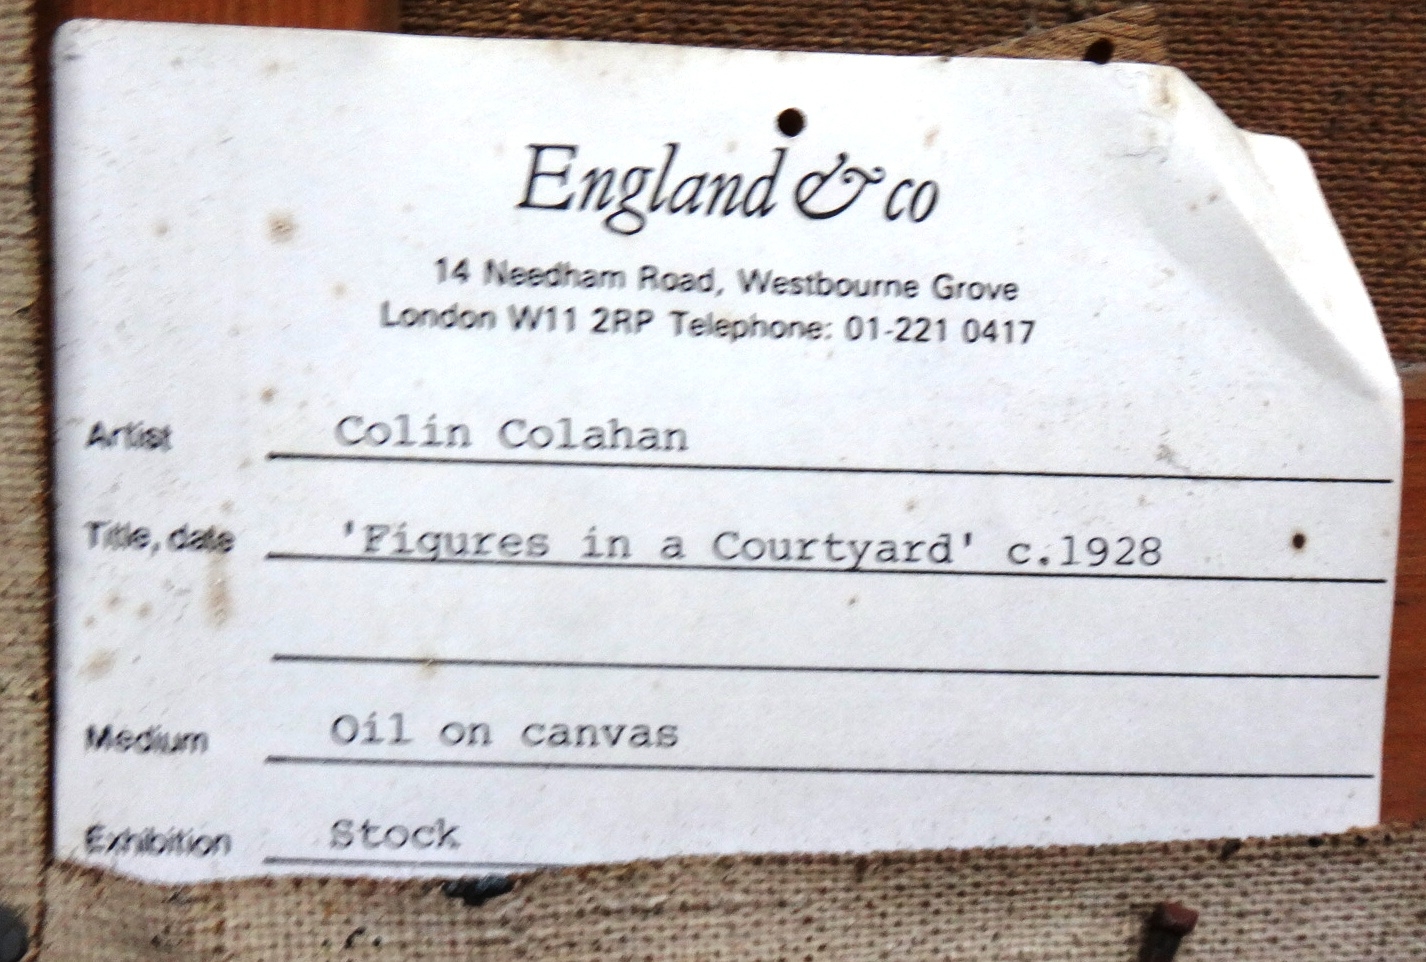 England & co
14 Needham Road, Westbourne Grove
London W11 2RP Telephone: 01-221 0417
Artist Colin Colahan
Title, date 'Figures in a Courtyard' c.1928
Medium Oil on canvas
Exhibition Stock